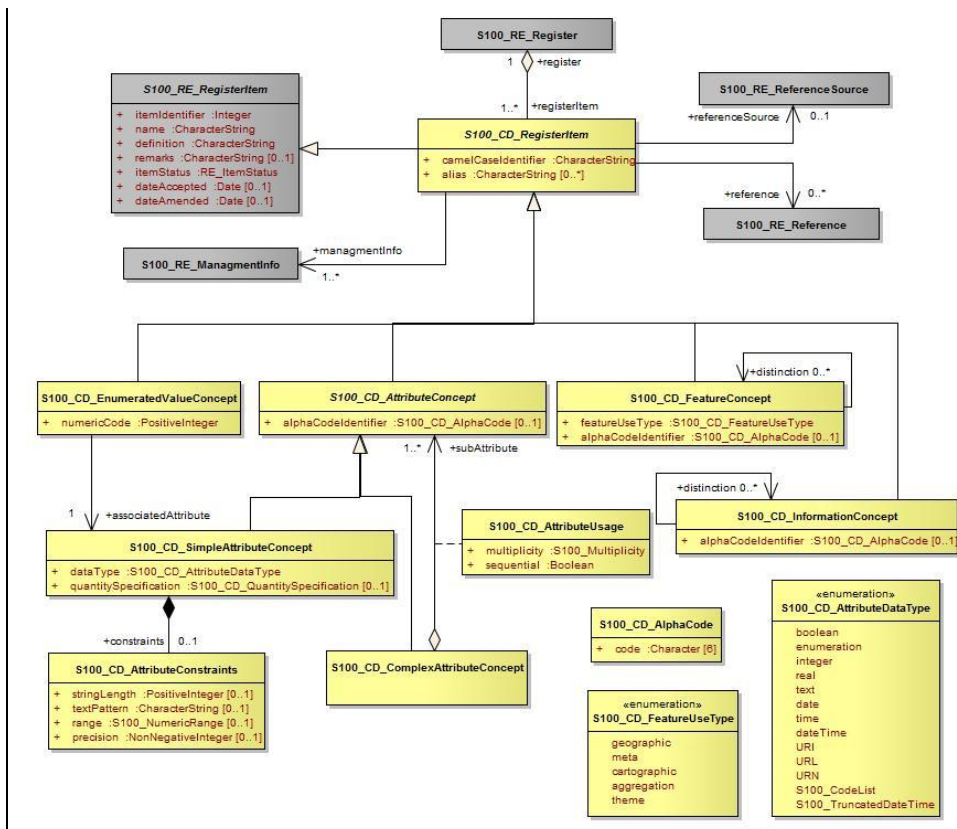 S100_RE_Register
1
+register
1..*
+registerItem
S100_RE_RegisterItem
+ itemIdentifier :Integer
+ name :CharacterString
+ definition :CharacterString
+ remarks :CharacterString [0..1]
+ itemStatus :RE_ItemStatus
+ dateAccepted :Date [0..1]
+ dateAmended :Date [0..1]
S100_RE_ReferenceSource
+referenceSource
0..1
S100_CD_RegisterItem
+ camelCaseIdentifier :CharacterString
+ alias :CharacterString [0..*]
+reference
0..*
S100_RE_Reference
+managmentInfo
1..*
S100_RE_ManagmentInfo
S100_CD_EnumeratedValueConcept
+ numericCode :PositiveInteger
S100_CD_AttributeConcept
+ alphaCodeIdentifier :S100_CD_AlphaCode [0..1]
+distinction 0..*
S100_CD_FeatureConcept
+ featureUseType :S100_CD_FeatureUseType
+ alphaCodeIdentifier :S100_CD_AlphaCode [0..1]
1..*
+subAttribute
+distinction 0..*
S100_CD_InformationConcept
+ alphaCodeIdentifier :S100_CD_AlphaCode [0..1]
1
+associatedAttribute
S100_CD_SimpleAttributeConcept
+ dataType :S100_CD_AttributeDataType
+ quantitySpecification :S100_CD_QuantitySpecification [0..1]
S100_CD_AttributeUsage
+ multiplicity :S100_Multiplicity
+ sequential :Boolean
+constraints
0..1
S100_CD_AttributeConstraints
+ stringLength :PositiveInteger [0..1]
+ textPattern :CharacterString [0..1]
+ range :S100_NumericRange [0..1]
+ precision :NonNegativeInteger [0..1]
S100_CD_ComplexAttributeConcept
S100_CD_AlphaCode
+ code :Character [6]
«enumeration»
S100_CD_FeatureUseType
geographic
meta
cartographic
aggregation
theme
«enumeration»
S100_CD_AttributeDataType
boolean
enumeration
integer
real
text
date
time
dateTime
URI
URL
URN
S100_CodeList
S100_TruncatedDateTime